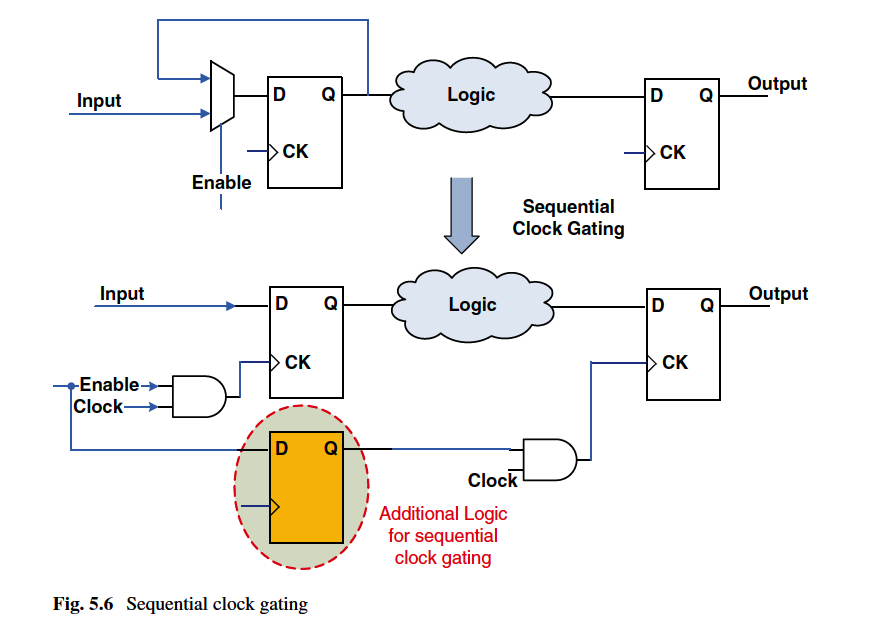 Input
D Q
CK
Enable
Logic
D Q
CK
Output
Sequential
Clock Gating
Input
D Q
CK
Enable
Clock
Logic
D Q
CK
Output
D Q
Clock
Additional Logic
for sequential
clock gating
Fig. 5.6 Sequential clock gating